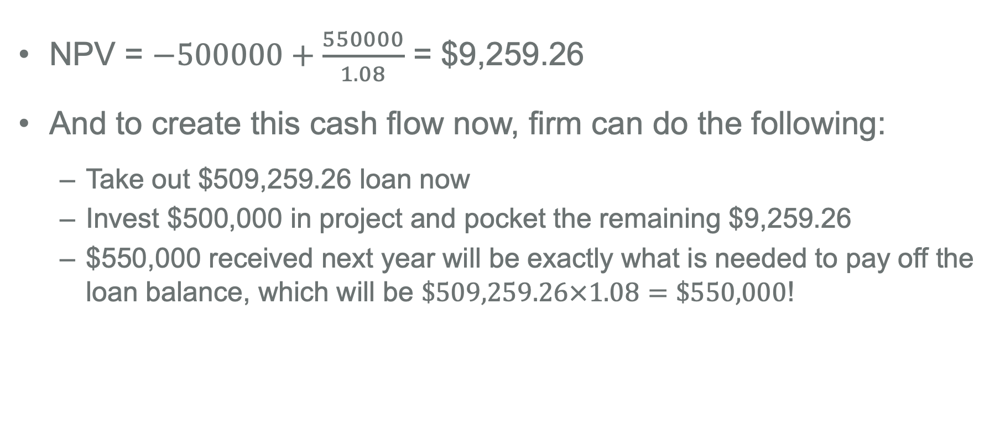 • NPV = −500000 + 550000/1.08 = $9,259.26
• And to create this cash flow now, firm can do the following:
– Take out $509,259.26 loan now
– Invest $500,000 in project and pocket the remaining $9,259.26
– $550,000 received next year will be exactly what is needed to pay off the
loan balance, which will be $509,259.26×1.08 = $550,000!